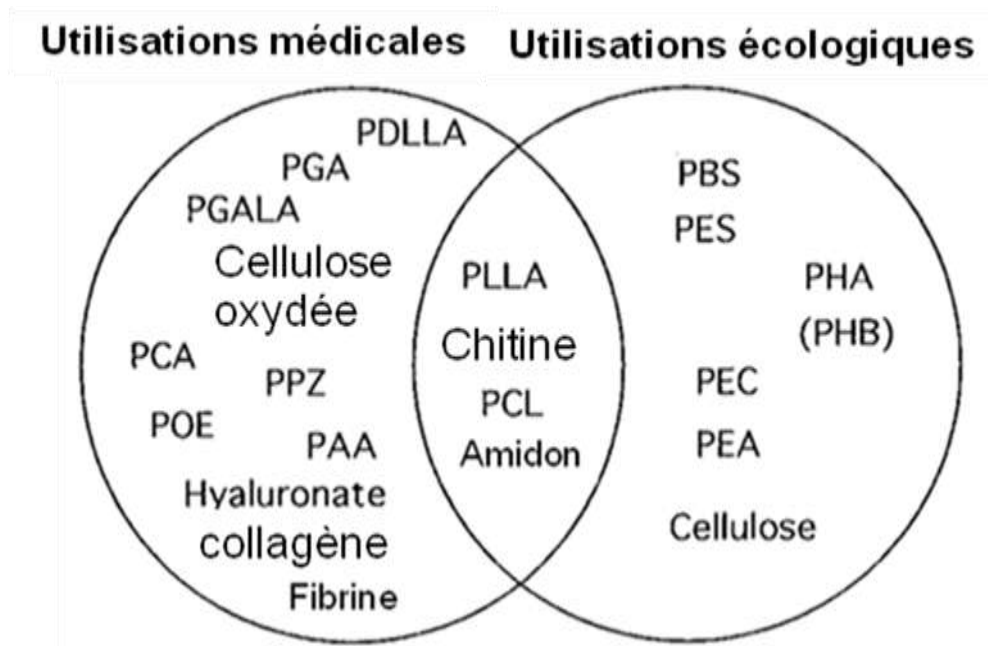 Utilisations médicales
Utilisations écologiques
PDLLA
PGA
PGALA
Cellulose
oxydée
PCA
PPZ
POE
PAA
Hyaluronate
collagène
Fibrine
PLLA
Chitine
PCL
Amidon
PBS
PES
PHA
(PHB)
PEC
PEA
Cellulose